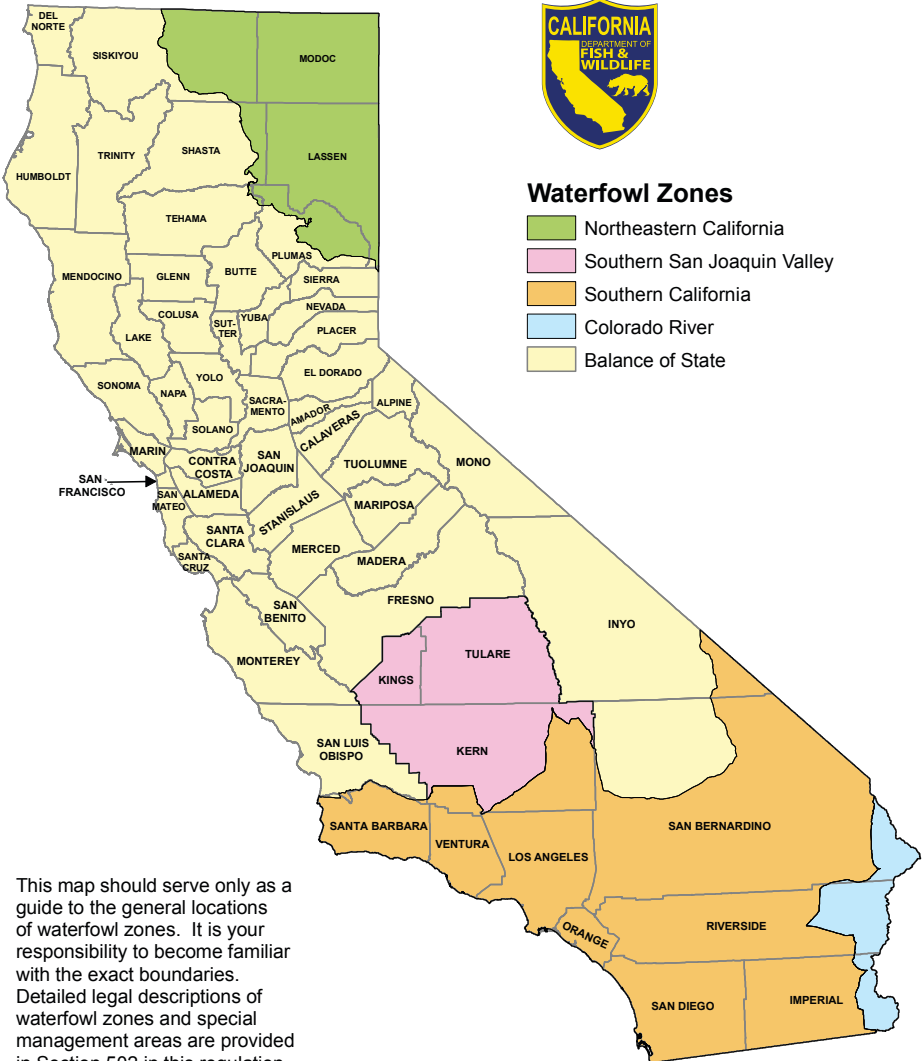 DEL
NORTE
SISKIYOU
MODOC
HUMBOLDT
TRINITY
SHASTA
LASSEN
TEHAMA
MENDOCINO
GLENN
BUTTE
PLUMAS
SIERRA
COLUSA
SUT-
TER
YUBA
NEVADA
PLACER
LAKE
SONOMA
NAPA
YOLO
EL DORADO
SACRA-
MENTO
AMADOR
ALPINE
SOLANO
CALAVERAS
MARIN
CONTRA
COSTA
SAN
JOAQUIN
TUOLUMNE
MONO
SAN
FRANCISCO
SAN
MATEO
ALAMEDA
STANISLAUS
MARIPOSA
SANTA
CLARA
SANTA
CRUZ
MERCED
MADERA
SAN
BENITO
FRESNO
INYO
MONTEREY
KINGS
TULARE
SAN LUIS
OBISPO
KERN
SANTA BARBARA
VENTURA
LOS ANGELES
SAN BERNARDINO
ORANGE
RIVERSIDE
SAN DIEGO
IMPERIAL
CALIFORNIA
DEPARTMENT OF
FISH &
WILDLIFE
Waterfowl Zones
Northeastern California
Southern San Joaquin Valley
Southern California
Colorado River
Balance of State
This map should serve only as a
guide to the general locations
of waterfowl zones. It is your
responsibility to become familiar
with the exact boundaries.
Detailed legal descriptions of
waterfowl zones and special
management areas are provided
in Section 502 in this regulation